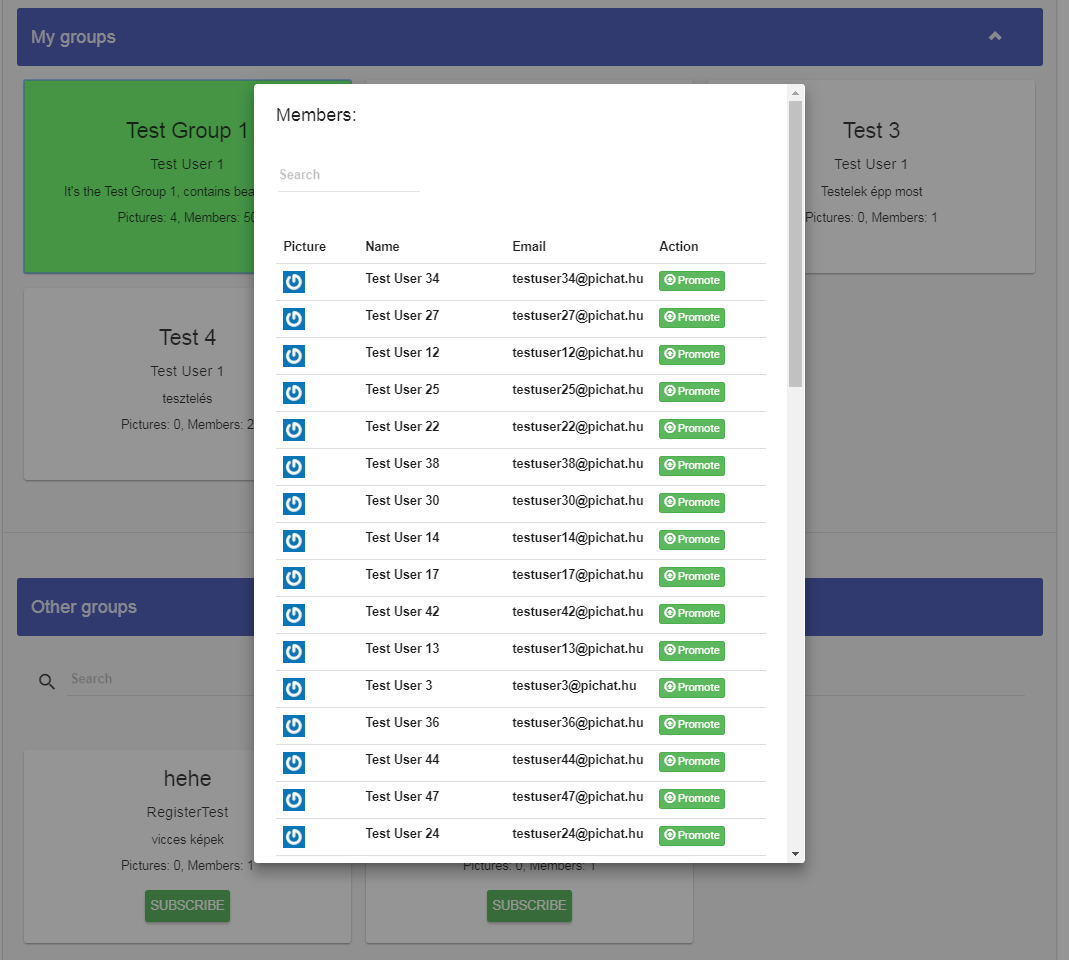 My groups
Test Group 1
Test User 1
It's the Test Group 1, contains
Pictures: 4, Members: 50
Test 3
Test User 1
Testelek épp most
Pictures: 0, Members: 1
Test 4
Test User 1
tesztelés
Pictures: 0, Members: 2
Members:
Search
Picture Name Email Action
Test User 34 testuser34@pichat.hu Promote
Test User 27 testuser27@pichat.hu Promote
Test User 12 testuser12@pichat.hu Promote
Test User 25 testuser25@pichat.hu Promote
Test User 22 testuser22@pichat.hu Promote
Test User 38 testuser38@pichat.hu Promote
Test User 30 testuser30@pichat.hu Promote
Test User 14 testuser14@pichat.hu Promote
Test User 17 testuser17@pichat.hu Promote
Test User 42 testuser42@pichat.hu Promote
Test User 13 testuser13@pichat.hu Promote
Test User 3 testuser3@pichat.hu Promote
Test User 36 testuser36@pichat.hu Promote
Test User 44 testuser44@pichat.hu Promote
Test User 47 testuser47@pichat.hu Promote
Test User 24 testuser24@pichat.hu Promote
Other groups
Search
hehe
RegisterTest
vicces képek
Pictures: 0, Members: 1
SUBSCRIBE
Pictures: 0, Members: 1
SUBSCRIBE